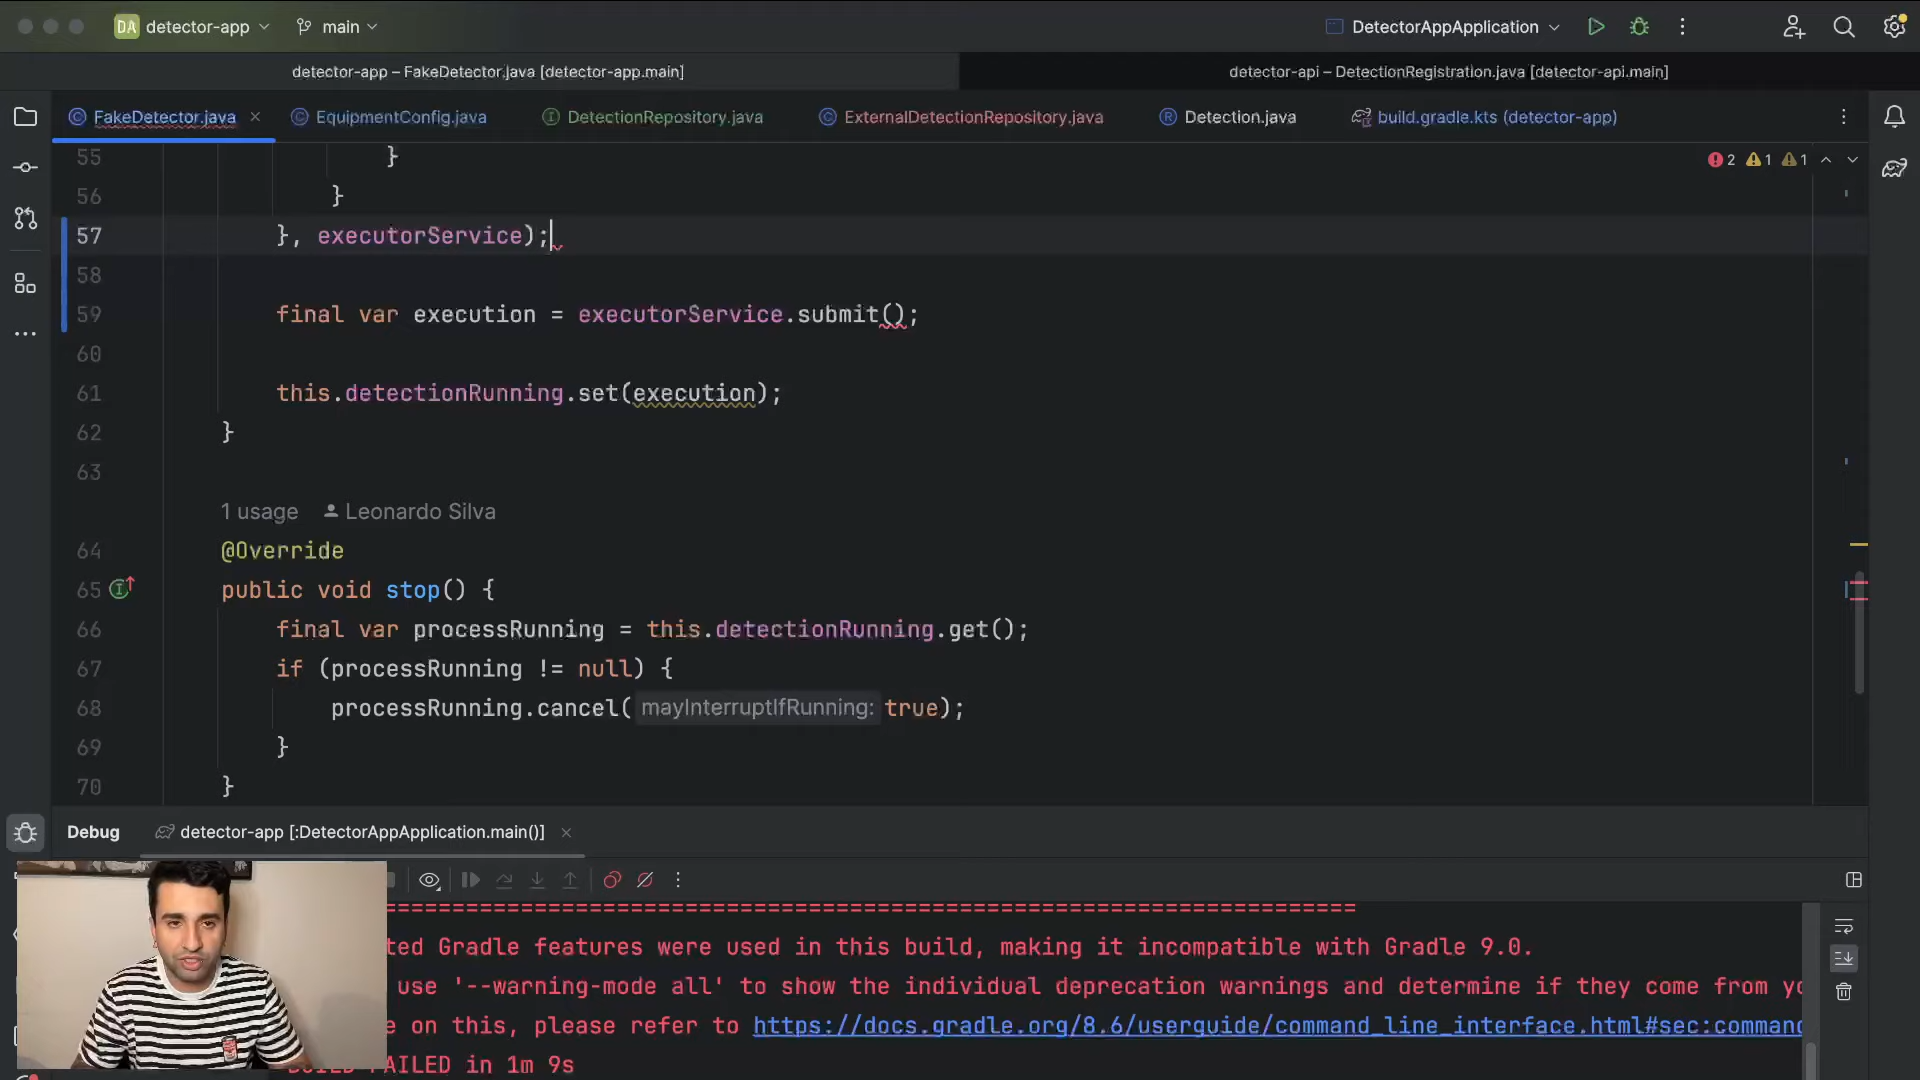 DA detector-app main DetectorAppApplication
detector-app – FakeDetector.java [detector-app.main] detector-api – DetectionRegistration.java [detector-api.main]
FakeDetector.java EquipmentConfig.java DetectionRepository.java ExternalDetectionRepository.java Detection.java build.gradle.kts (detector-app)
2 1 1
55 }
56 }
57 }, executorService);
58
59 final var execution = executorService.submit();
60
61 this.detectionRunning.set(execution);
62 }
63
1 usage Leonardo Silva
64 @Override
65 public void stop() {
66 final var processRunning = this.detectionRunning.get();
67 if (processRunning != null) {
68 processRunning.cancel( mayInterruptIfRunning: true);
69 }
70 }
Debug detector-app [:DetectorAppApplication.main()]
================================================================================
ted Gradle features were used in this build, making it incompatible with Gradle 9.0.
use '--warning-mode all' to show the individual deprecation warnings and determine if they come from yo
e on this, please refer to https://docs.gradle.org/8.6/userguide/command_line_interface.html#sec:command
FAILED in 1m 9s